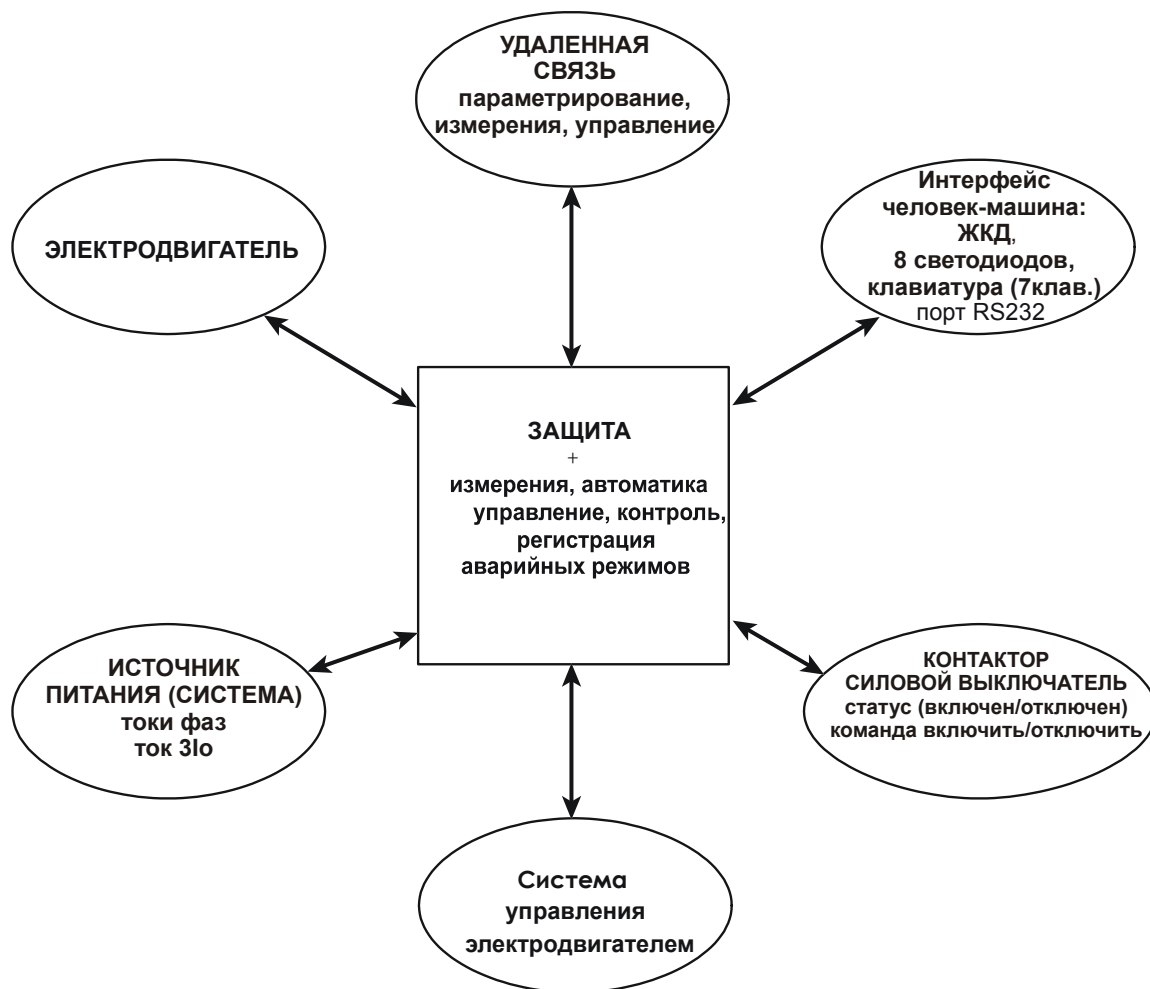 УДАЛЕННАЯ
СВЯЗЬ
параметрирование,
измерения, управление
ЭЛЕКТРОДВИГАТЕЛЬ
Интерфейс
человек-машина:
ЖКД,
8 светодиодов,
клавиатура (7клав.)
порт RS232
ЗАЩИТА
+
измерения, автоматика
управление, контроль,
регистрация
аварийных режимов
ИСТОЧНИК
ПИТАНИЯ (СИСТЕМА)
токи фаз
ток 3Io
КОНТАКТОР
СИЛОВОЙ ВЫКЛЮЧАТЕЛЬ
статус (включен/отключен)
команда включить/отключить
Система
управления
электродвигателем